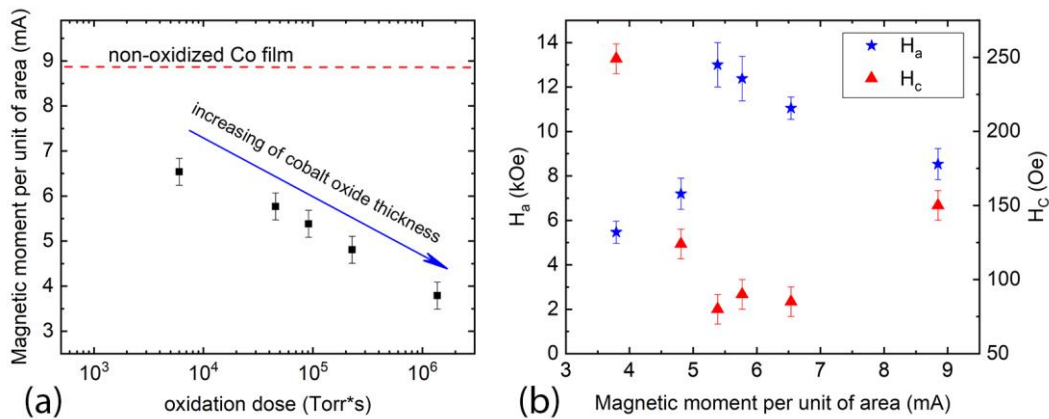 Magnetic moment per unit of area (mA)
10
9
8
7
6
5
4
3
non-oxidized Co film
increasing of cobalt oxide thickness
10³ 10⁴ 10⁵ 10⁶
oxidation dose (Torr*s)
(a)
Hₐ (kOe)
14
12
10
8
6
4
2
0
Hₐ
H꜀
250
200
150
100
50
H_C (Oe)
3 4 5 6 7 8 9
Magnetic moment per unit of area (mA)
(b)